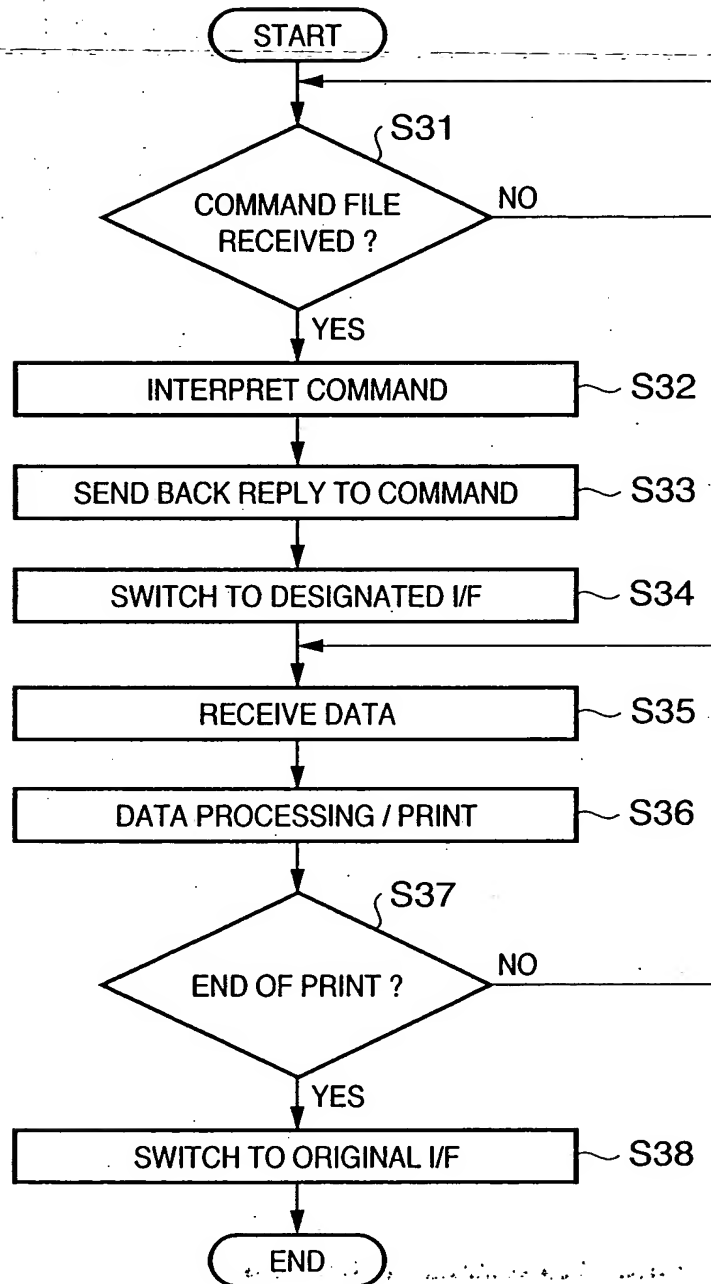 START
S31
COMMAND FILE
RECEIVED ?
NO
YES
INTERPRET COMMAND
S32
SEND BACK REPLY TO COMMAND
S33
SWITCH TO DESIGNATED I/F
S34
RECEIVE DATA
S35
DATA PROCESSING / PRINT
S36
S37
END OF PRINT ?
NO
YES
SWITCH TO ORIGINAL I/F
S38
END